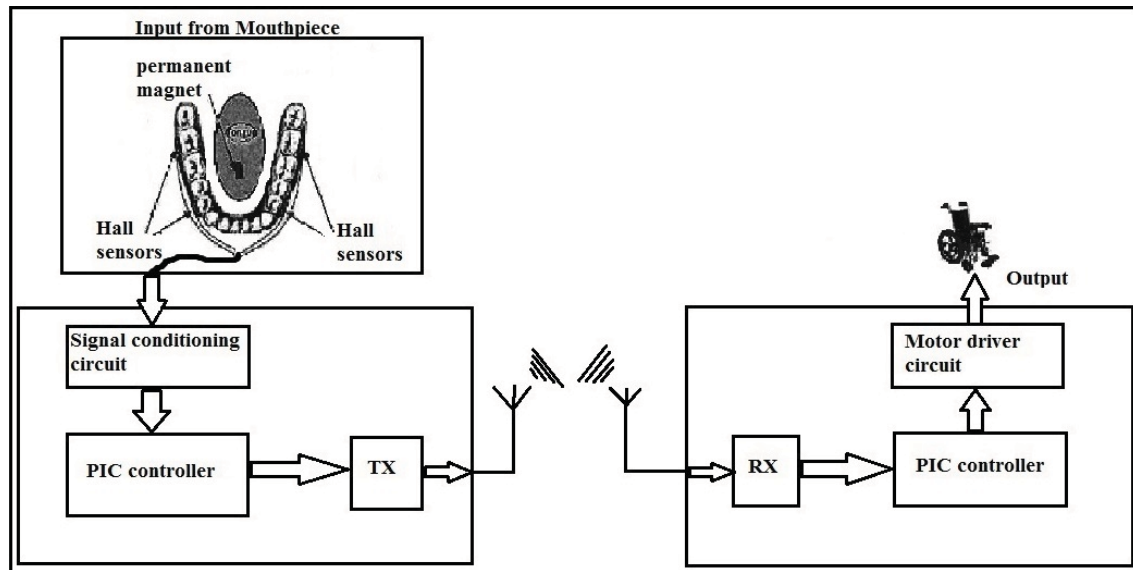 Input from Mouthpiece
permanent
magnet
Tongue
Hall
sensors
Hall
sensors
Signal conditioning
circuit
PIC controller
TX
RX
PIC controller
Motor driver
circuit
Output